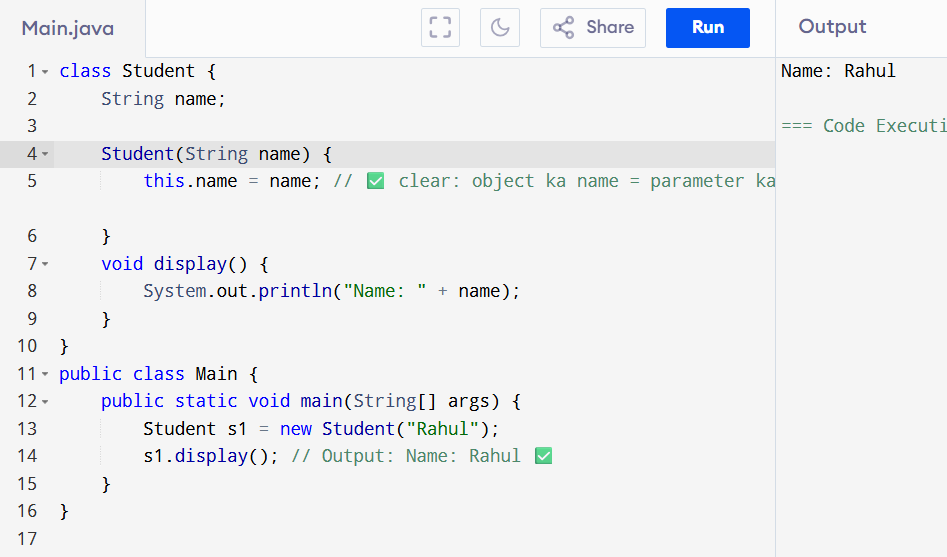 Main.java
Share
Run
Output
1 class Student {
2     String name;
3
4     Student(String name) {
5         this.name = name; // ✅ clear: object ka name = parameter ka
6     }
7     void display() {
8         System.out.println("Name: " + name);
9     }
10 }
11 public class Main {
12     public static void main(String[] args) {
13         Student s1 = new Student("Rahul");
14         s1.display(); // Output: Name: Rahul ✅
15     }
16 }
17
Name: Rahul
=== Code Executi